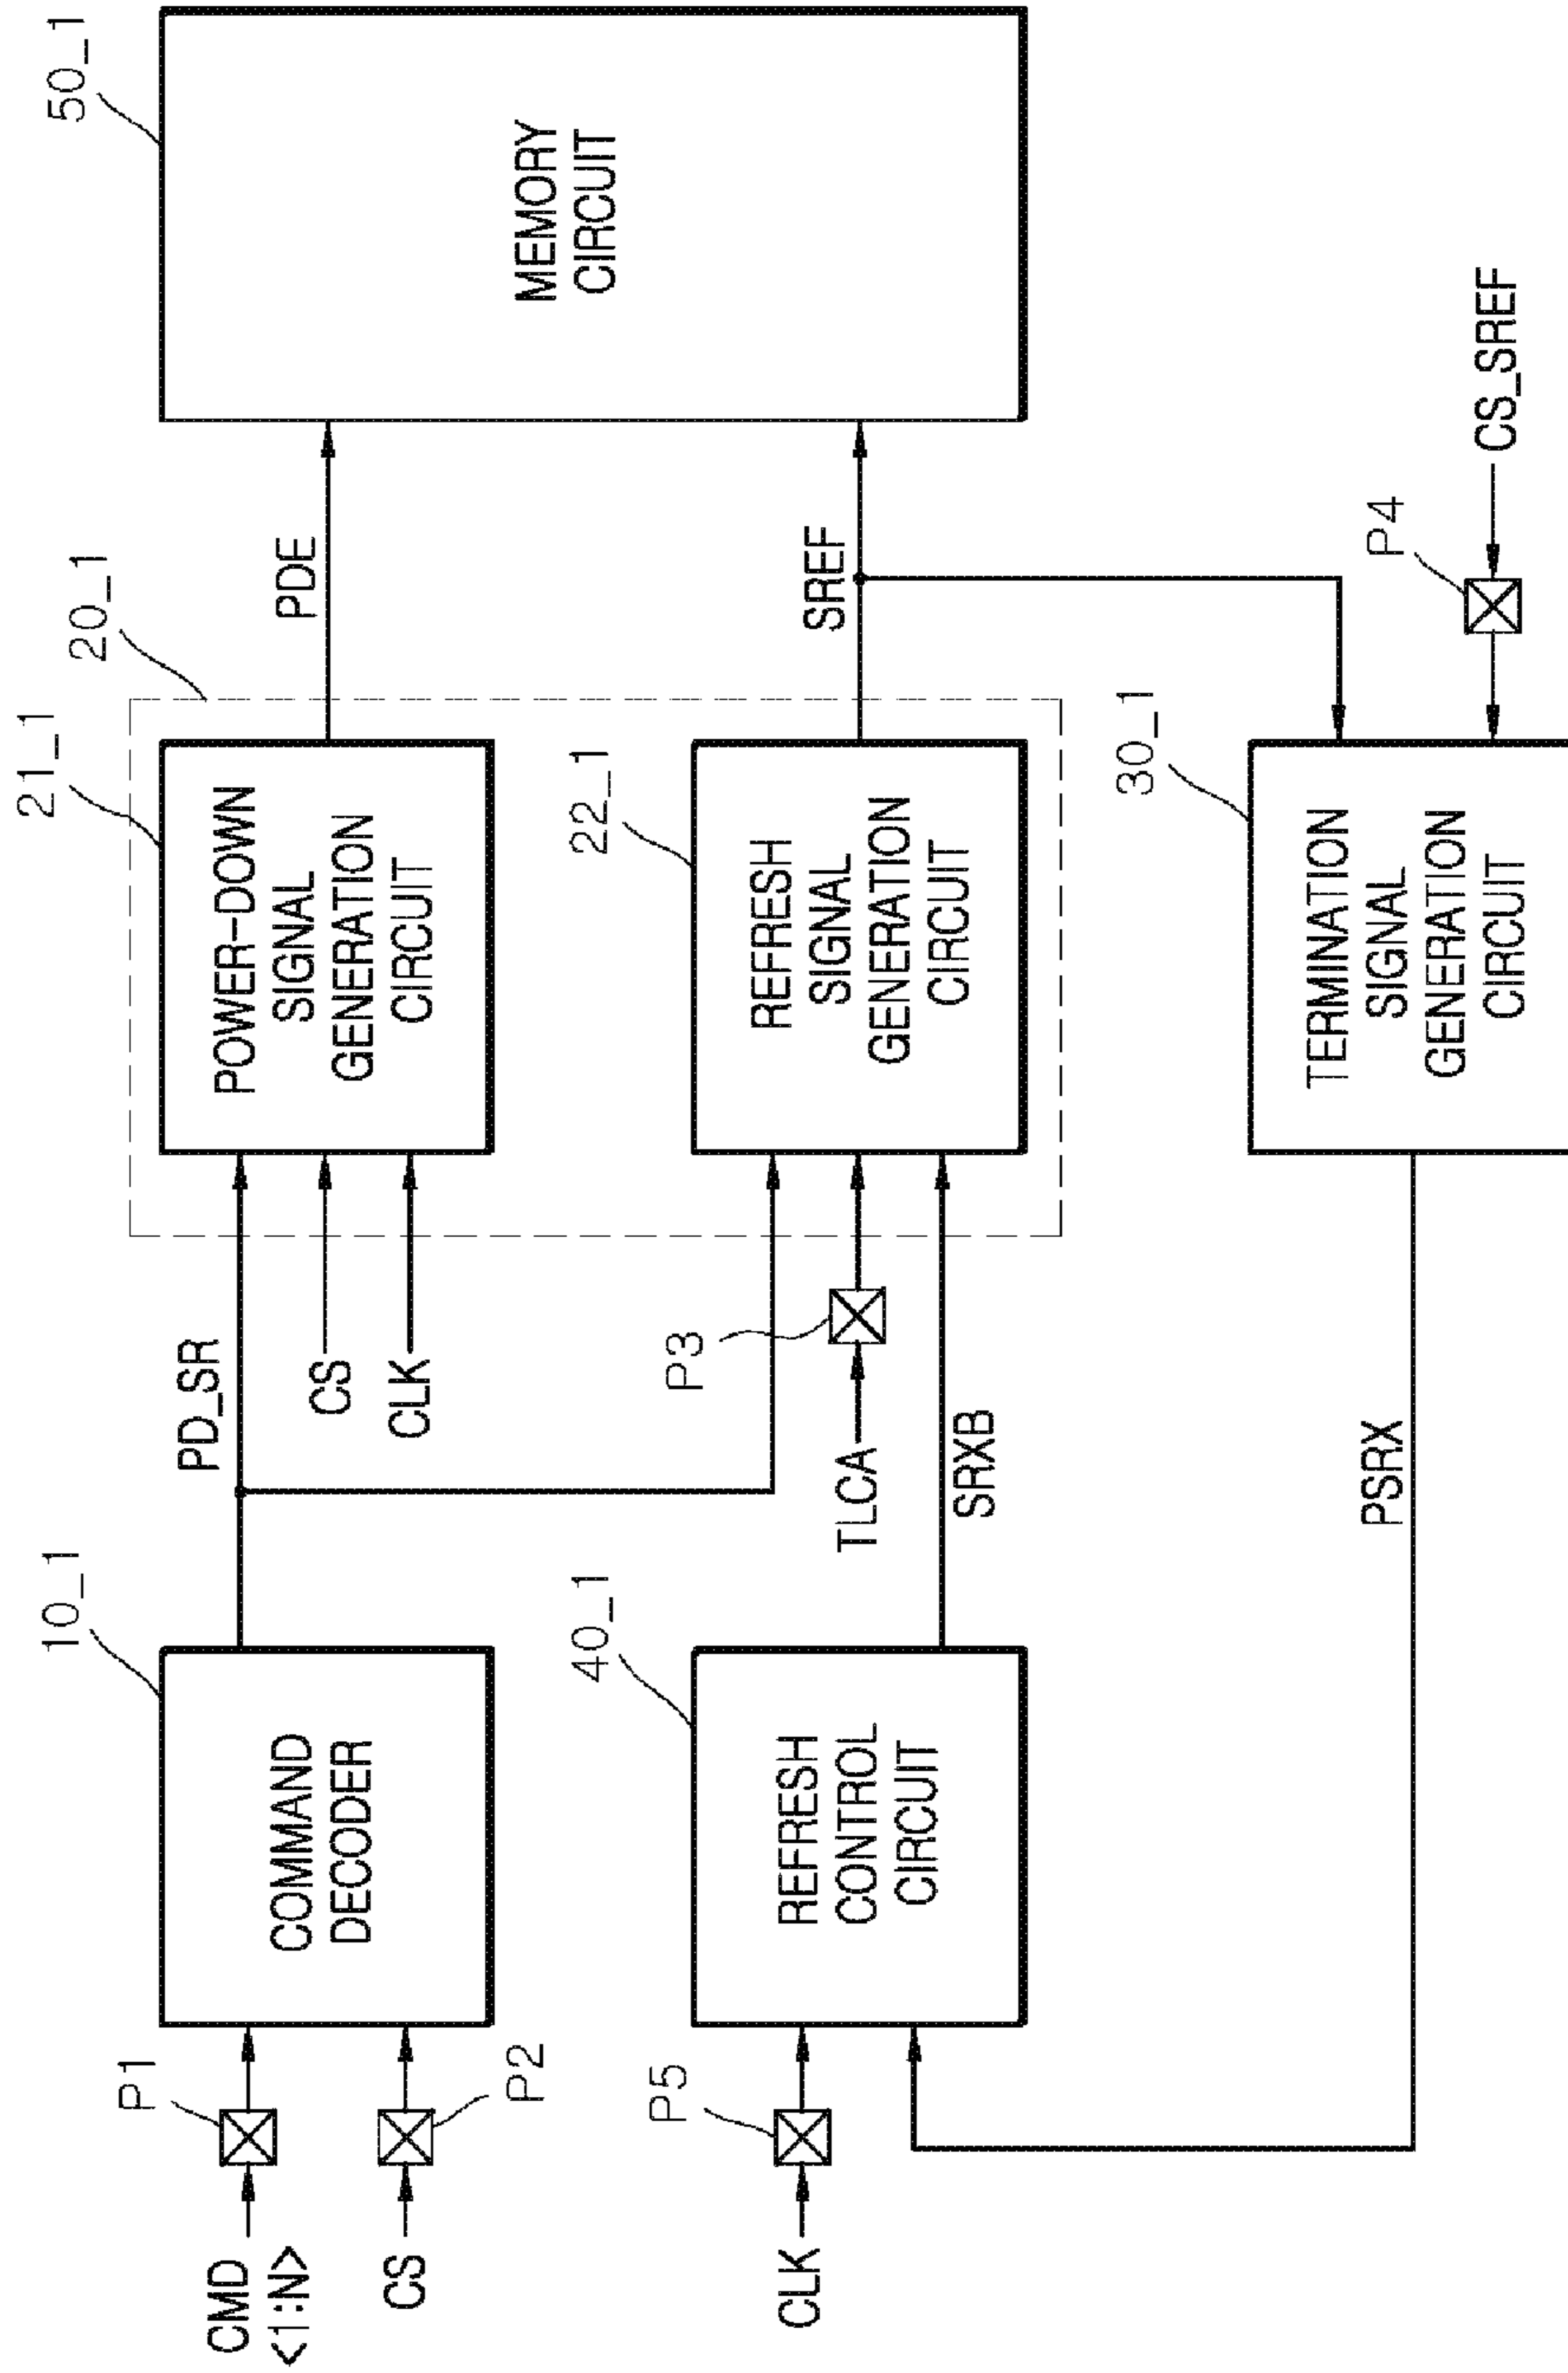 10_1
COMMAND
DECODER
CMD
<1:N>
P1
CS
P2
PD_SR
20_1
21_1
POWER-DOWN
SIGNAL
GENERATION
CIRCUIT
CS
CLK
PDE
50_1
MEMORY
CIRCUIT
40_1
REFRESH
CONTROL
CIRCUIT
CLK
P5
22_1
REFRESH
SIGNAL
GENERATION
CIRCUIT
TLCA
P3
SRXB
SREF
30_1
TERMINATION
SIGNAL
GENERATION
CIRCUIT
PSRX
P4
CS_SREF